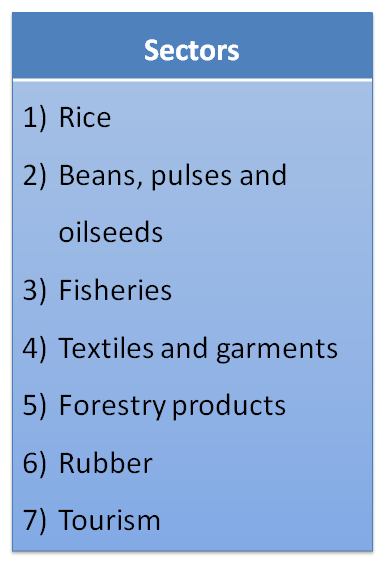 Sectors
1) Rice
2) Beans, pulses and
oilseeds
3) Fisheries
4) Textiles and garments
5) Forestry products
6) Rubber
7) Tourism